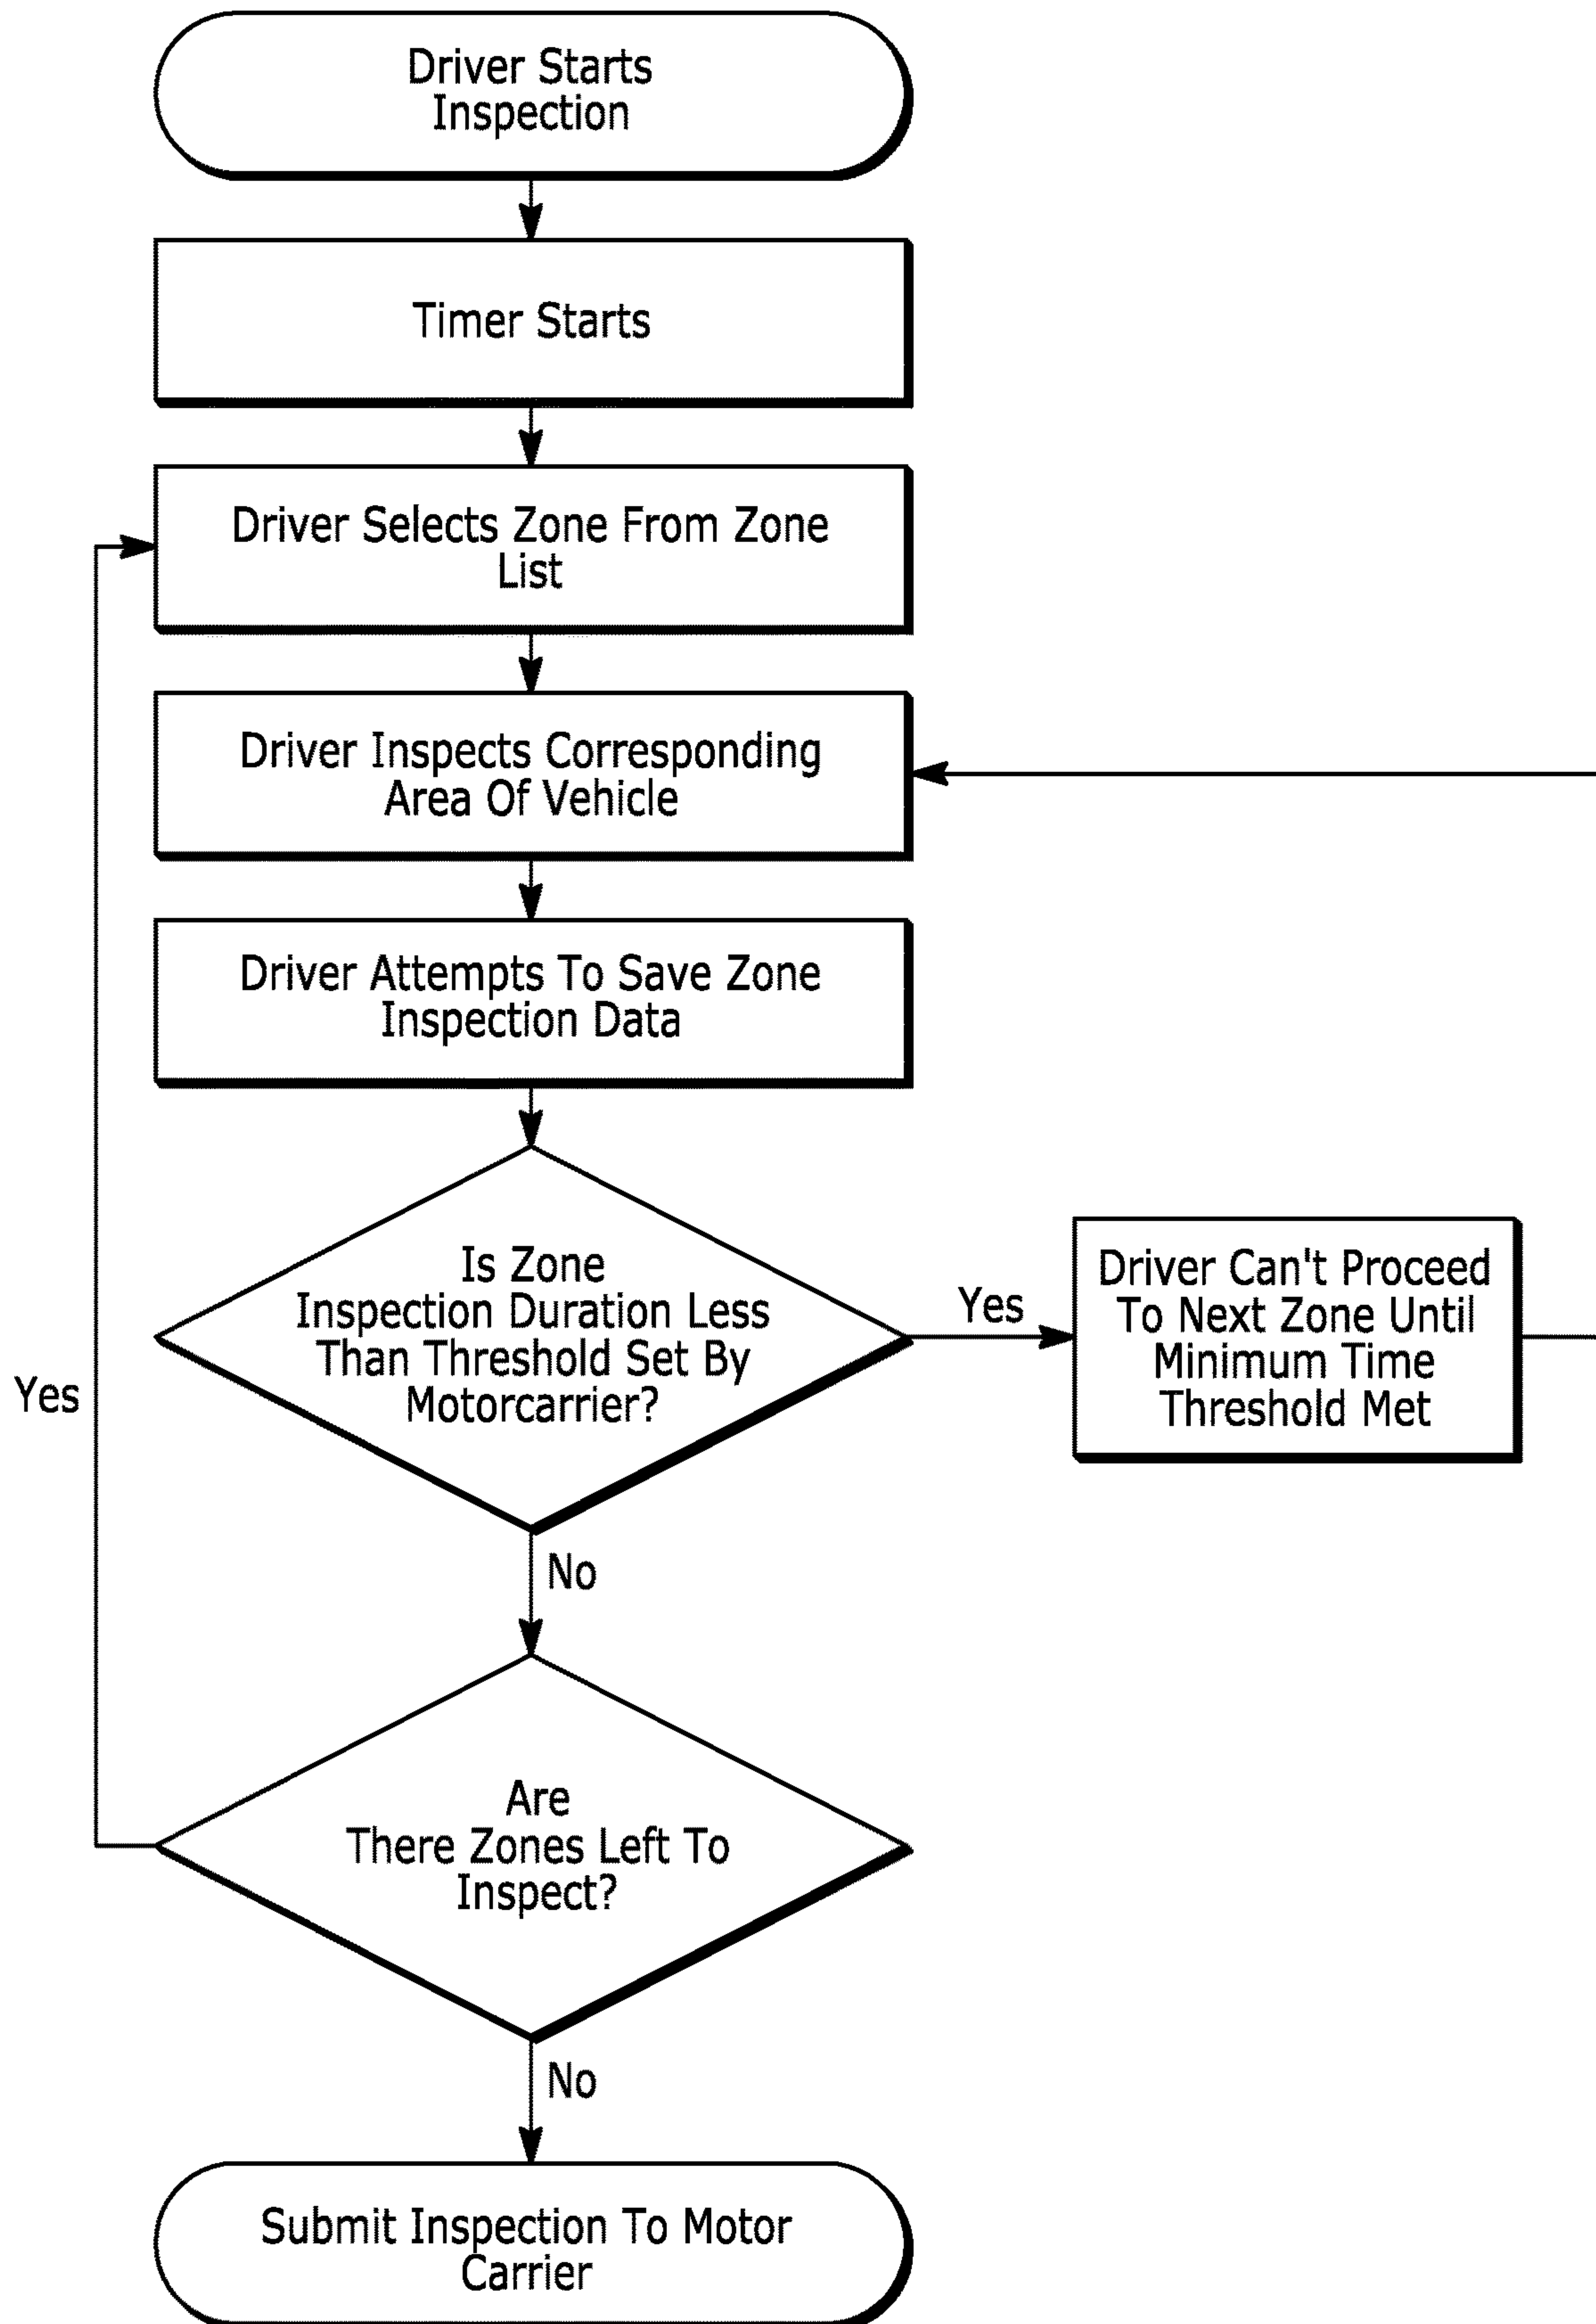 Driver Starts
Inspection
Timer Starts
Driver Selects Zone From Zone
List
Driver Inspects Corresponding
Area Of Vehicle
Driver Attempts To Save Zone
Inspection Data
Is Zone
Inspection Duration Less
Than Threshold Set By
Motorcarrier?
Yes
Driver Can't Proceed
To Next Zone Until
Minimum Time
Threshold Met
Yes
No
Are
There Zones Left To
Inspect?
No
Submit Inspection To Motor
Carrier